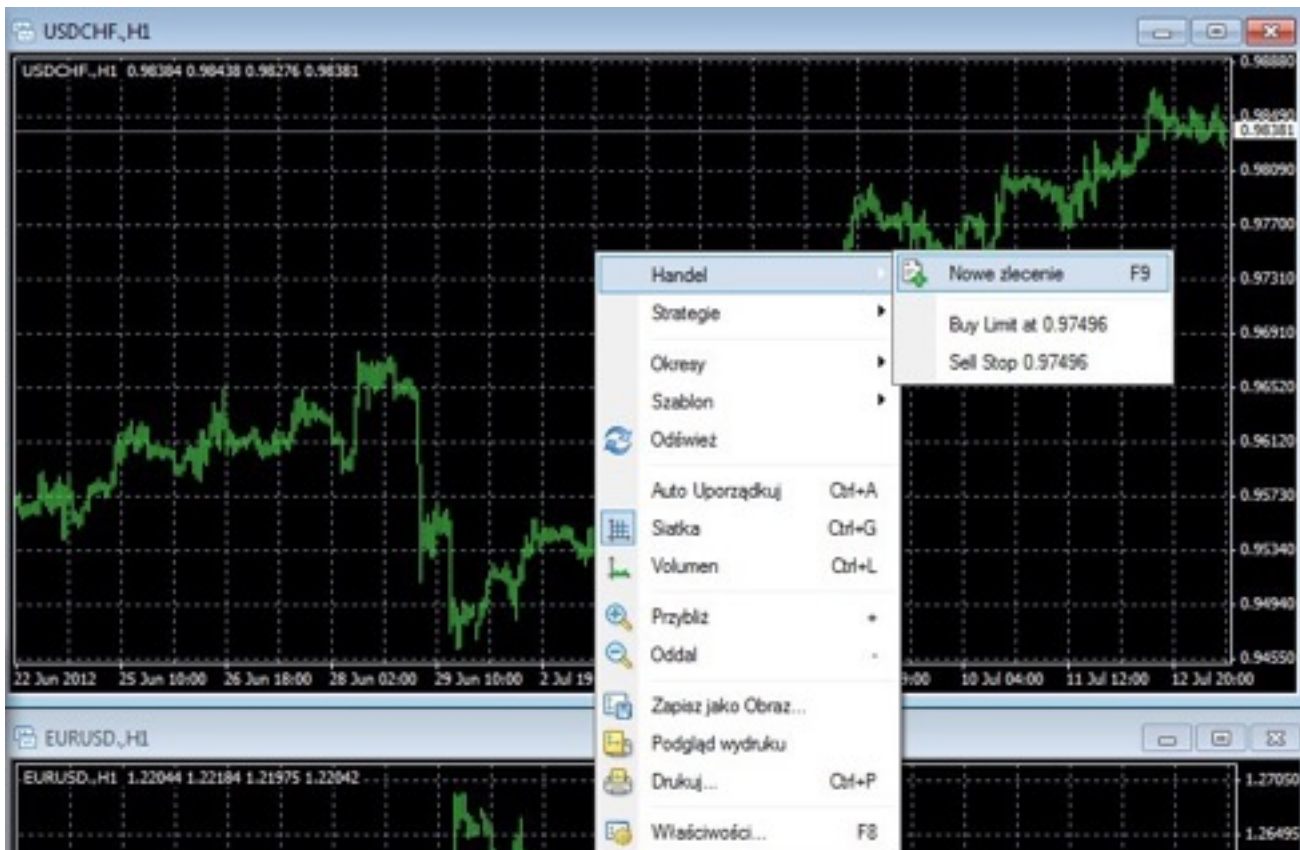 USDCHF.,H1
USDCHF.,H1 0.98384 0.98438 0.98276 0.98381
0.98880
0.98490
0.98381
0.98090
0.97700
0.97310
0.96910
0.96520
0.96120
0.95730
0.95340
0.94940
0.94550
Handel
Strategie
Okresy
Szablon
Odśwież
Auto Uporządkuj Ctrl+A
Siatka Ctrl+G
Volumen Ctrl+L
Przybliż +
Oddal -
Zapisz jako Obraz...
Podgląd wydruku
Drukuj... Ctrl+P
Właściwości... F8
Nowe zlecenie F9
Buy Limit at 0.97496
Sell Stop 0.97496
22 Jun 2012 25 Jun 10:00 26 Jun 18:00 28 Jun 02:00 29 Jun 10:00 2 Jul 19 :00 10 Jul 04:00 11 Jul 12:00 12 Jul 20:00
EURUSD.,H1
EURUSD.,H1 1.22044 1.22184 1.21975 1.22042
1.27050
1.26495